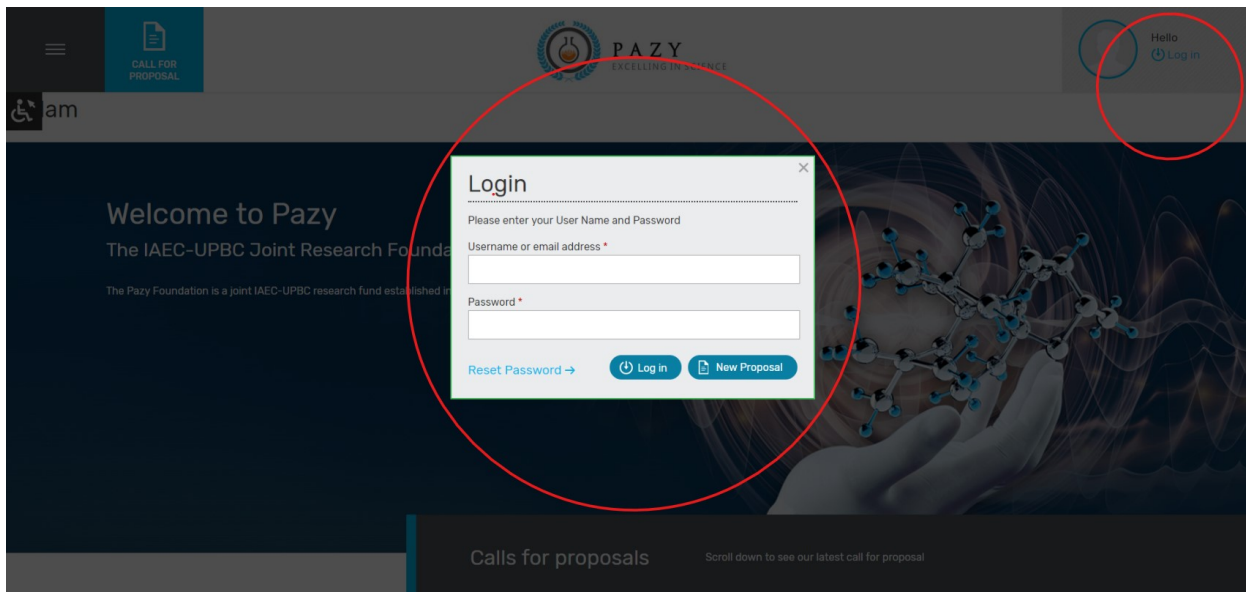 CALL FOR
PROPOSAL
PAZY
EXCELLING IN SCIENCE
Hello
Log in
am
Welcome to Pazy
The IAEC-UPBC Joint Research Founda
The Pazy Foundation is a joint IAEC-UPBC research fund established in
Login
Please enter your User Name and Password
Username or email address *
Password *
Reset Password →
Log in
New Proposal
Calls for proposals
Scroll down to see our latest call for proposal